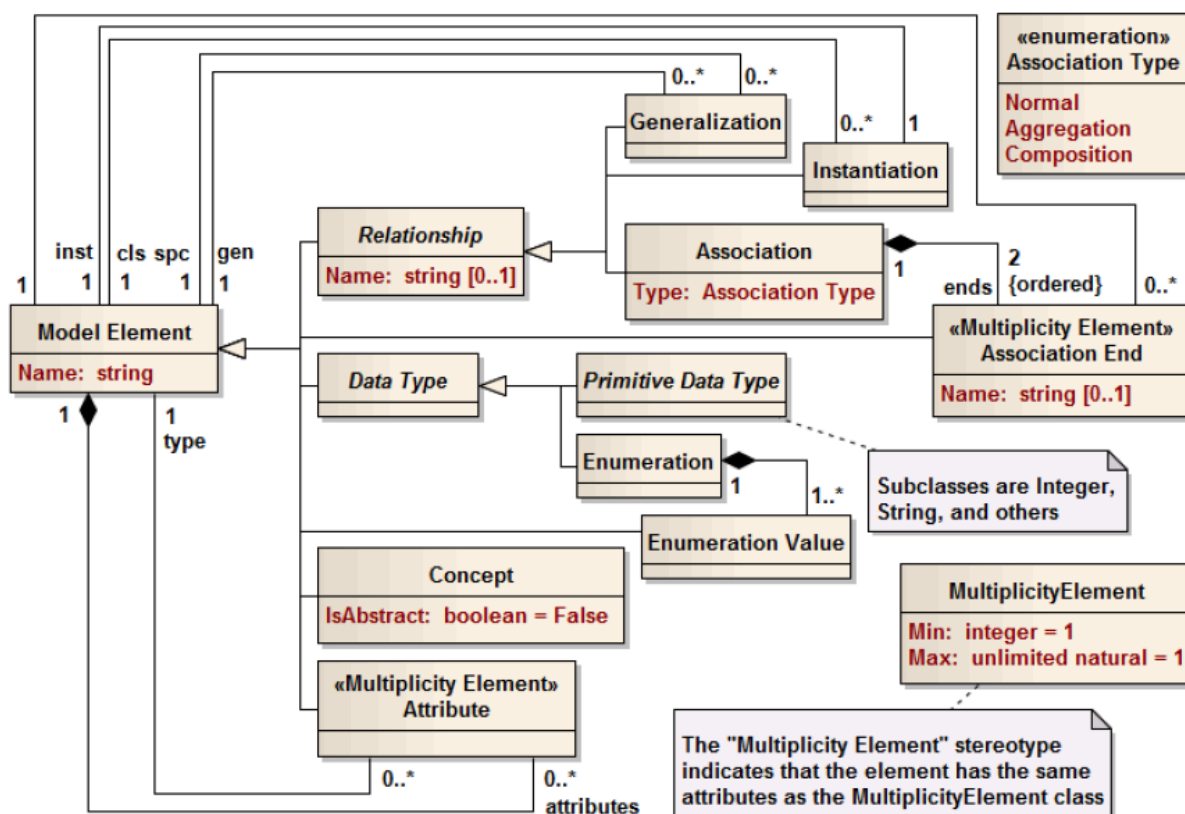 «enumeration»
Association Type
Normal
Aggregation
Composition
0..*
0..*
Generalization
0..*
1
Instantiation
Relationship
Name: string [0..1]
Association
Type: Association Type
1
2
{ordered}
ends
0..*
inst
cls
spc
gen
1
1
1
1
1
Model Element
Name: string
«Multiplicity Element»
Association End
Name: string [0..1]
1
1
type
Data Type
Primitive Data Type
Enumeration
1
1..*
Subclasses are Integer,
String, and others
Enumeration Value
Concept
IsAbstract: boolean = False
MultiplicityElement
Min: integer = 1
Max: unlimited natural = 1
«Multiplicity Element»
Attribute
0..*
0..*
attributes
The "Multiplicity Element" stereotype
indicates that the element has the same
attributes as the MultiplicityElement class